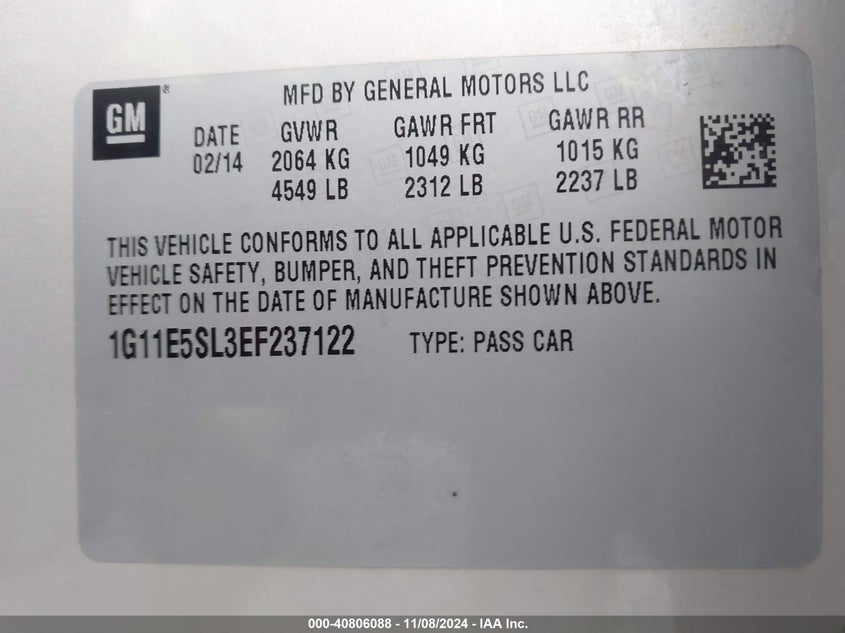 GM®
MFD BY GENERAL MOTORS LLC
DATE GVWR GAWR FRT GAWR RR
02/14 2064 KG 1049 KG 1015 KG
4549 LB 2312 LB 2237 LB
THIS VEHICLE CONFORMS TO ALL APPLICABLE U.S. FEDERAL MOTOR
VEHICLE SAFETY, BUMPER, AND THEFT PREVENTION STANDARDS IN
EFFECT ON THE DATE OF MANUFACTURE SHOWN ABOVE.
1G11E5SL3EF237122 TYPE: PASS CAR
000-40806088 - 11/08/2024 - IAA Inc.